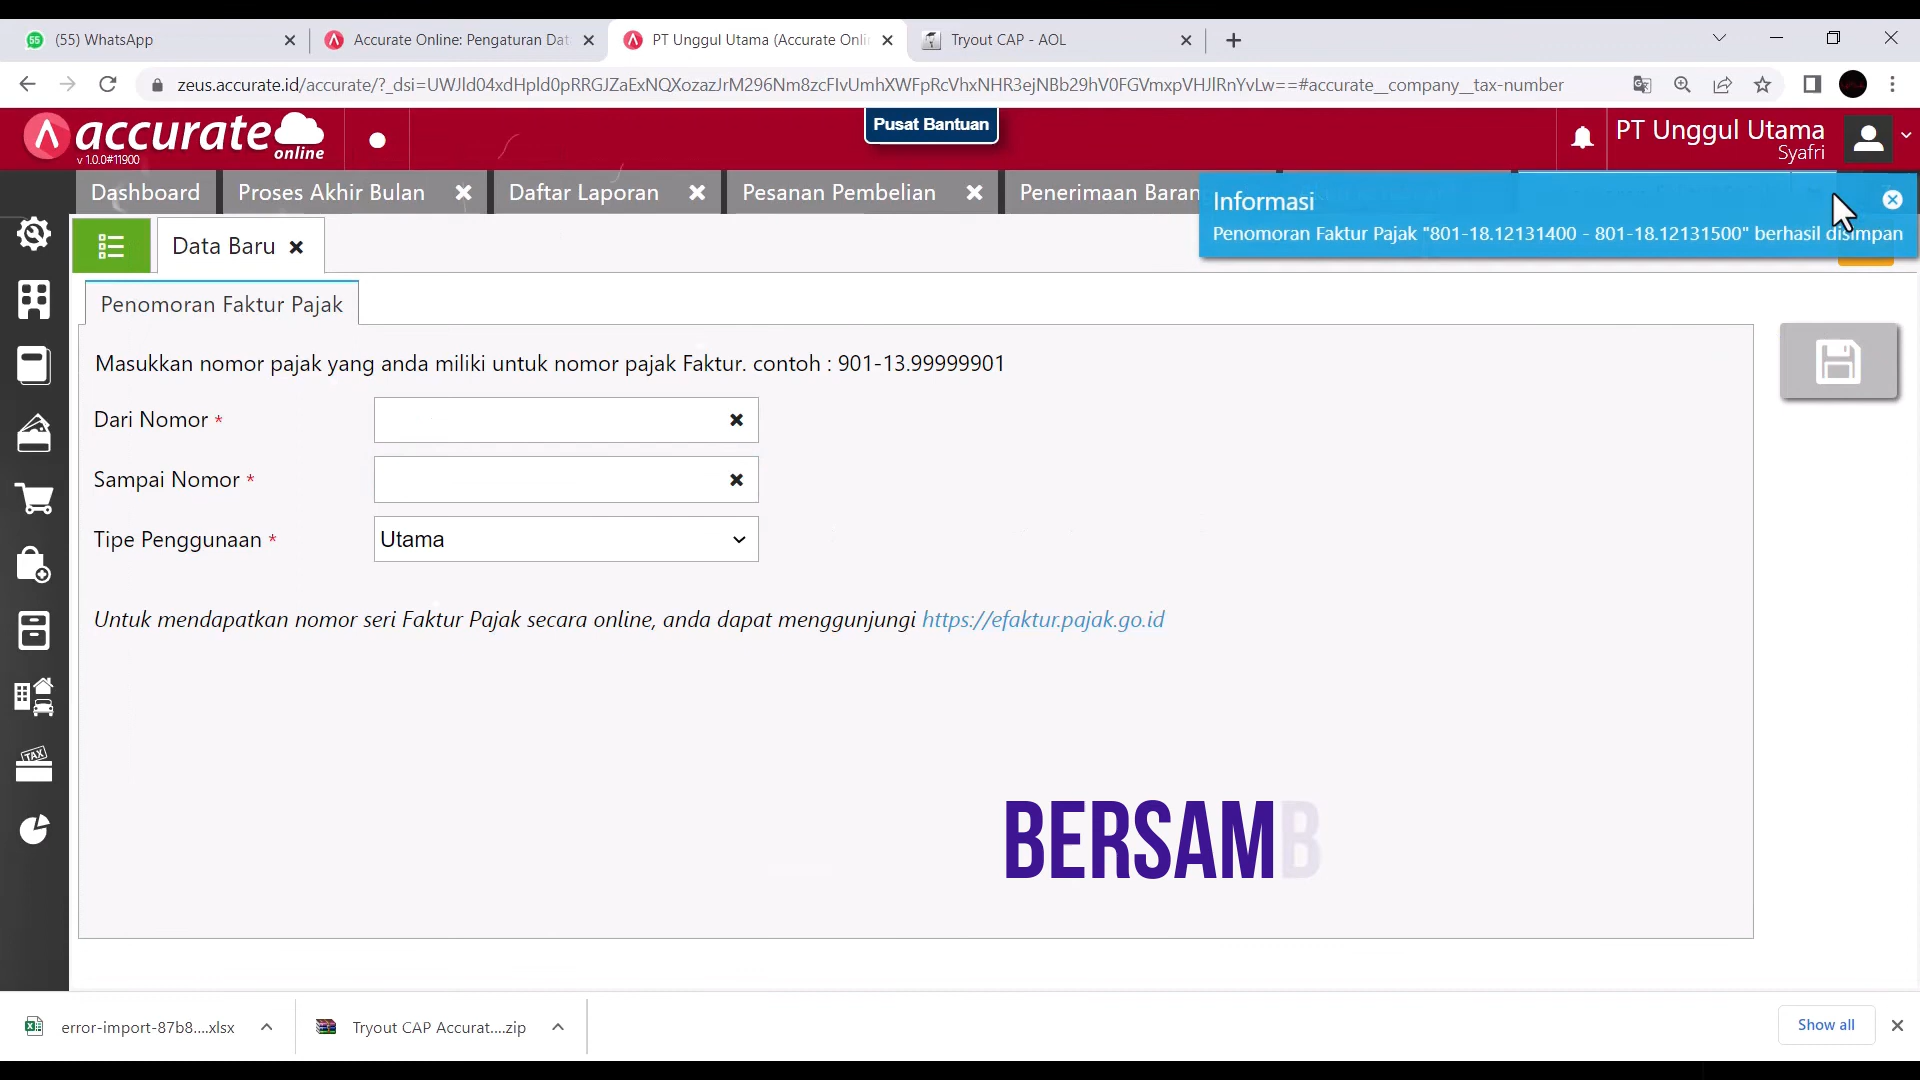 55 (55) WhatsApp
Accurate Online: Pengaturan Dat
PT Unggul Utama (Accurate Onli
Tryout CAP - AOL
zeus.accurate.id/accurate/?_dsi=UWJld04xdHpld0pRRGJZaExNQXozazJrM296Nm8zcFIvUmhXWFpRcVhxNHR3ejNBb29hV0FGVmxpVHJlRnYvLw==#accurate__company__tax-number
accurate online
v 1.0.0#11900
Pusat Bantuan
PT Unggul Utama
Syafri
Dashboard
Proses Akhir Bulan
Daftar Laporan
Pesanan Pembelian
Penerimaan Baran
Informasi
Penomoran Faktur Pajak "801-18.12131400 - 801-18.12131500" berhasil disimpan
Data Baru
Penomoran Faktur Pajak
Masukkan nomor pajak yang anda miliki untuk nomor pajak Faktur. contoh : 901-13.99999901
Dari Nomor *
Sampai Nomor *
Tipe Penggunaan *
Utama
Untuk mendapatkan nomor seri Faktur Pajak secara online, anda dapat menggunjungi https://efaktur.pajak.go.id
TAX
BERSAMB
error-import-87b8....xlsx
Tryout CAP Accurat....zip
Show all